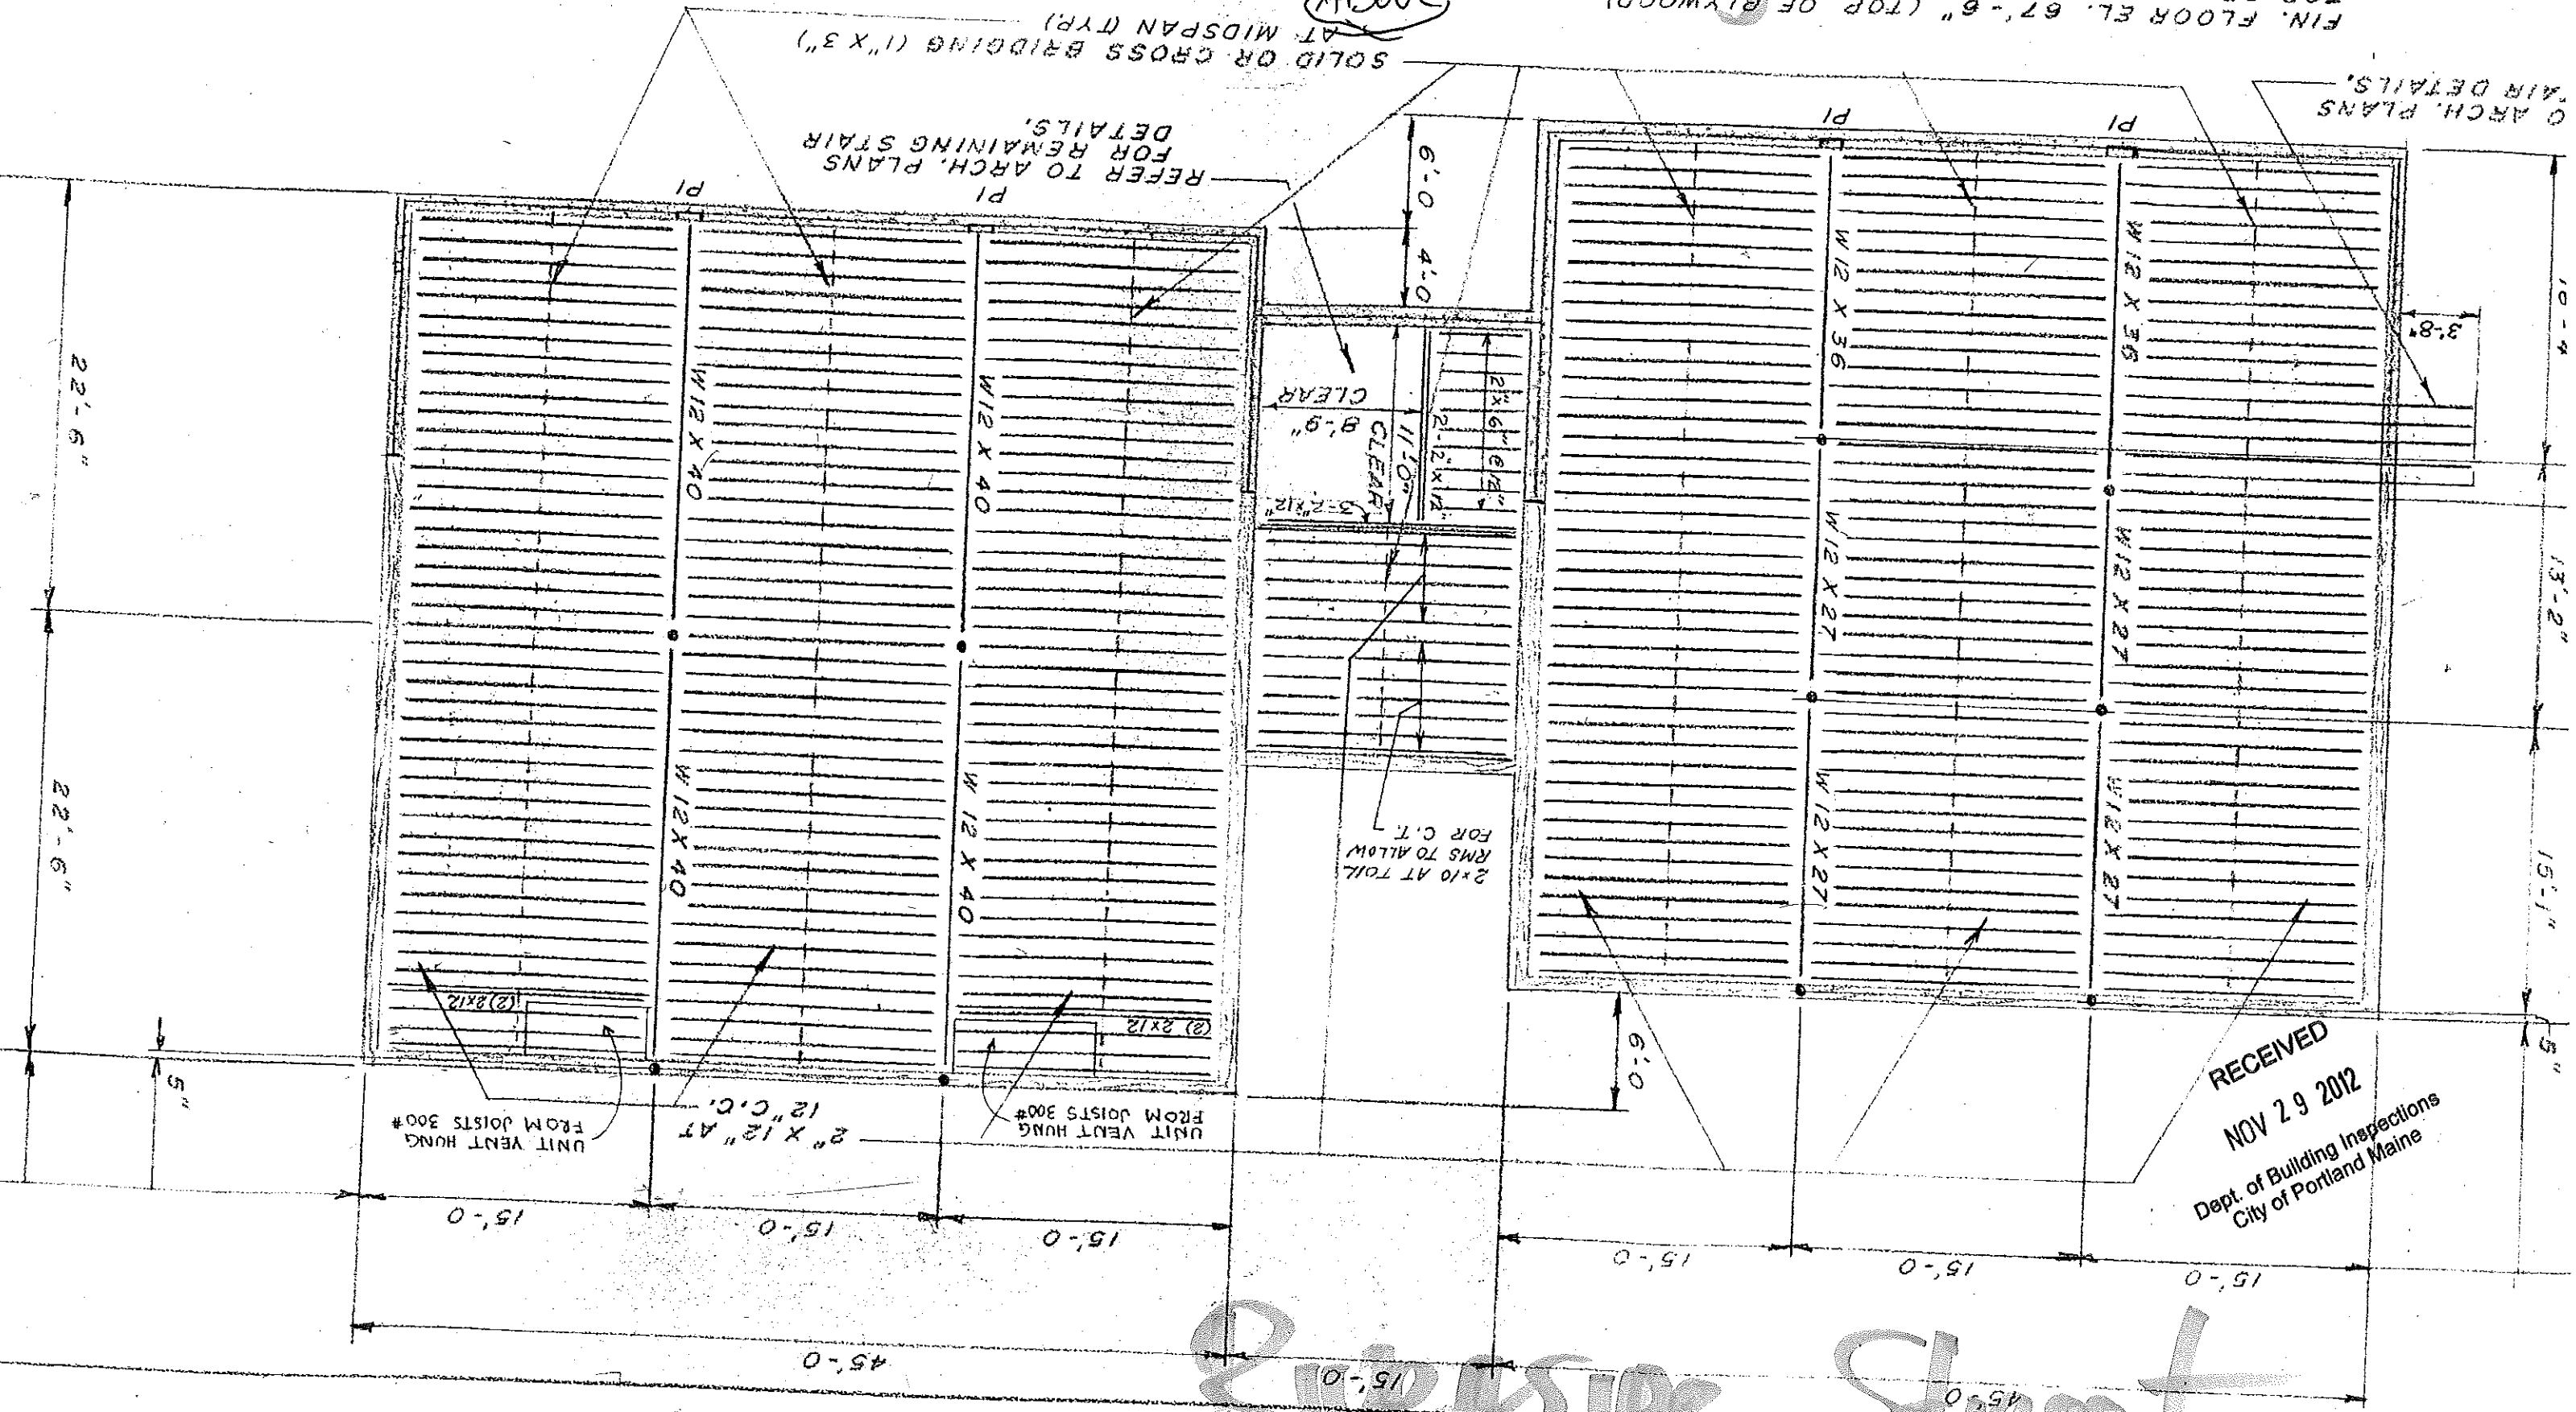 FIN. FLOOR EL. 67'-6" (TOP OF PLYWOOD)
SOLID OR CROSS BRIDGING (1" X 3")
AT MIDSPAN (TYP.)
O ARCH. PLANS
AIR DETAILS.
REFER TO ARCH. PLANS
FOR REMAINING STAIR
DETAILS.
P1
P1
P1
P1
6'-0
4'-0
10'-4
3'-8"
13'-2"
15'-1"
5"
22'-6"
22'-6"
5"
W12 X 40
W12 X 40
W12 X 40
W12 X 40
W12 X 36
W12 X 36
W12 X 27
W12 X 27
W12 X 27
W12 X 27
8'-9"
CLEAR
11'-0"
CLEAR
2-2"x12"
2"x6"@12"
3-2"x12"
2x10 AT TOIL
RMS TO ALLOW
FOR C.T.
(2) 2x12
(2) 2x12
UNIT VENT HUNG
FROM JOISTS 300#
UNIT VENT HUNG
FROM JOISTS 300#
2" X 12" AT
12" C.C.
6'-0
15'-0
15'-0
15'-0
15'-0
15'-0
15'-0
45'-0
15'-0
45'-0
RECEIVED
NOV 29 2012
Dept. of Building Inspections
City of Portland Maine
Street